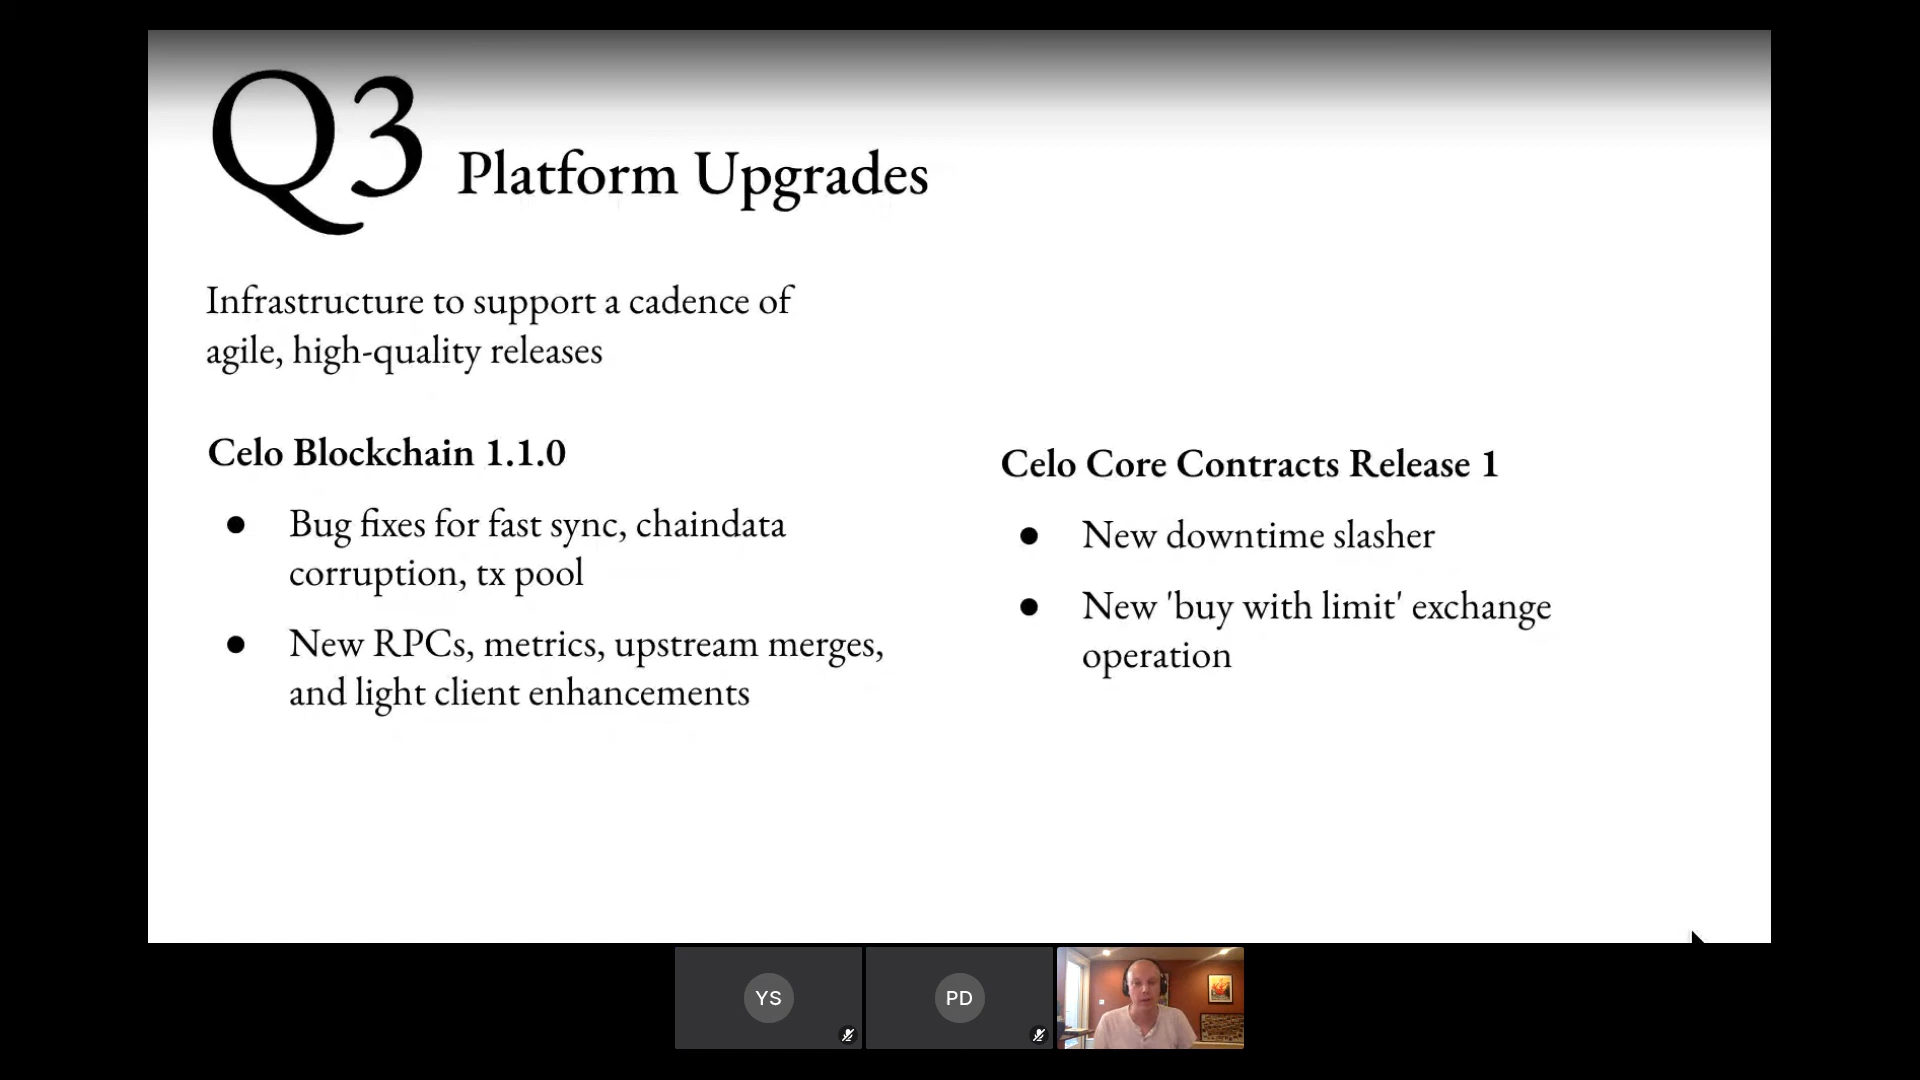 Q3 Platform Upgrades
Infrastructure to support a cadence of
agile, high-quality releases
Celo Blockchain 1.1.0
● Bug fixes for fast sync, chaindata
corruption, tx pool
● New RPCs, metrics, upstream merges,
and light client enhancements
Celo Core Contracts Release 1
● New downtime slasher
● New 'buy with limit' exchange
operation
YS
PD